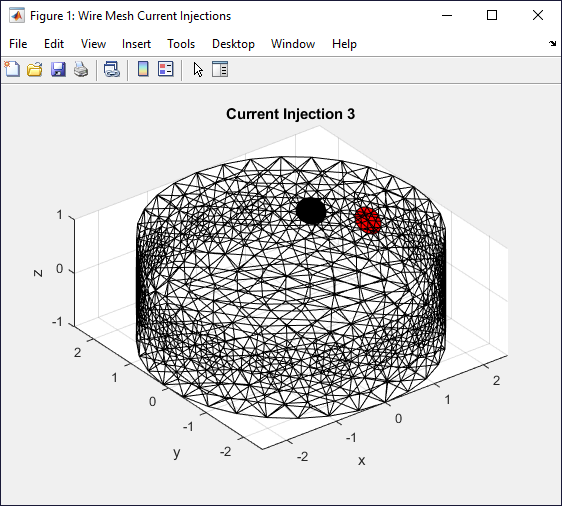 Figure 1: Wire Mesh Current Injections
File Edit View Insert Tools Desktop Window Help
Current Injection 3
1
0
-1
z
2
1
0
-1
-2
y
-2
-1
0
1
2
x